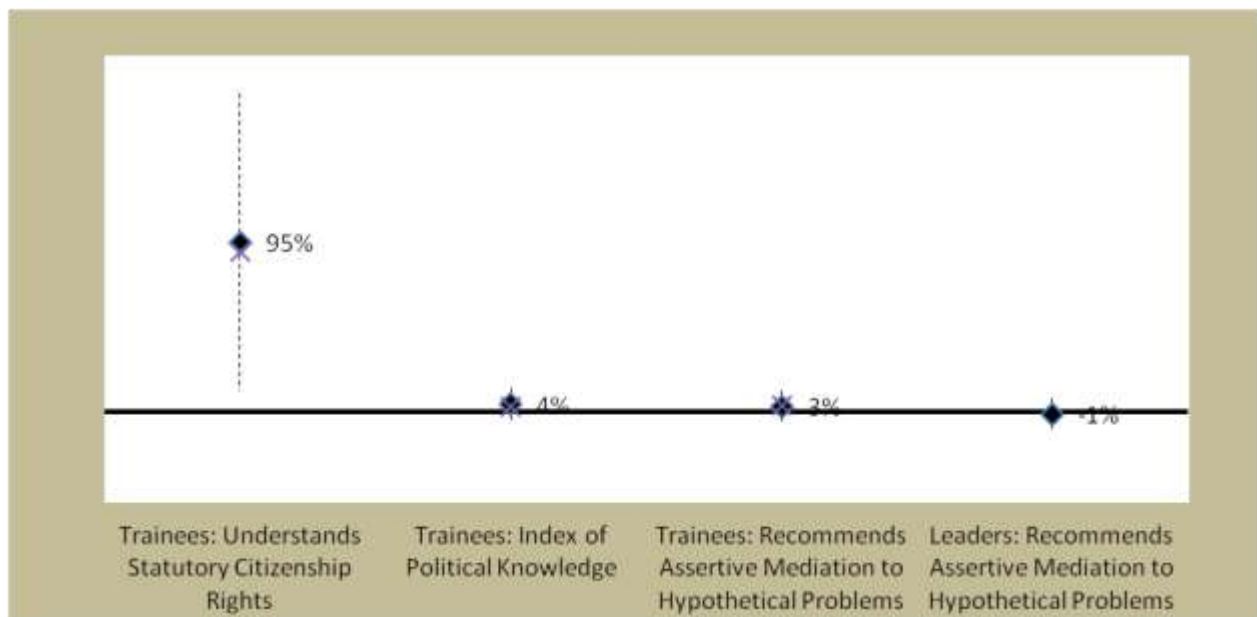 95%
4%
3%
-1%
Trainees: Understands
Statutory Citizenship
Rights
Trainees: Index of
Political Knowledge
Trainees: Recommends
Assertive Mediation to
Hypothetical Problems
Leaders: Recommends
Assertive Mediation to
Hypothetical Problems